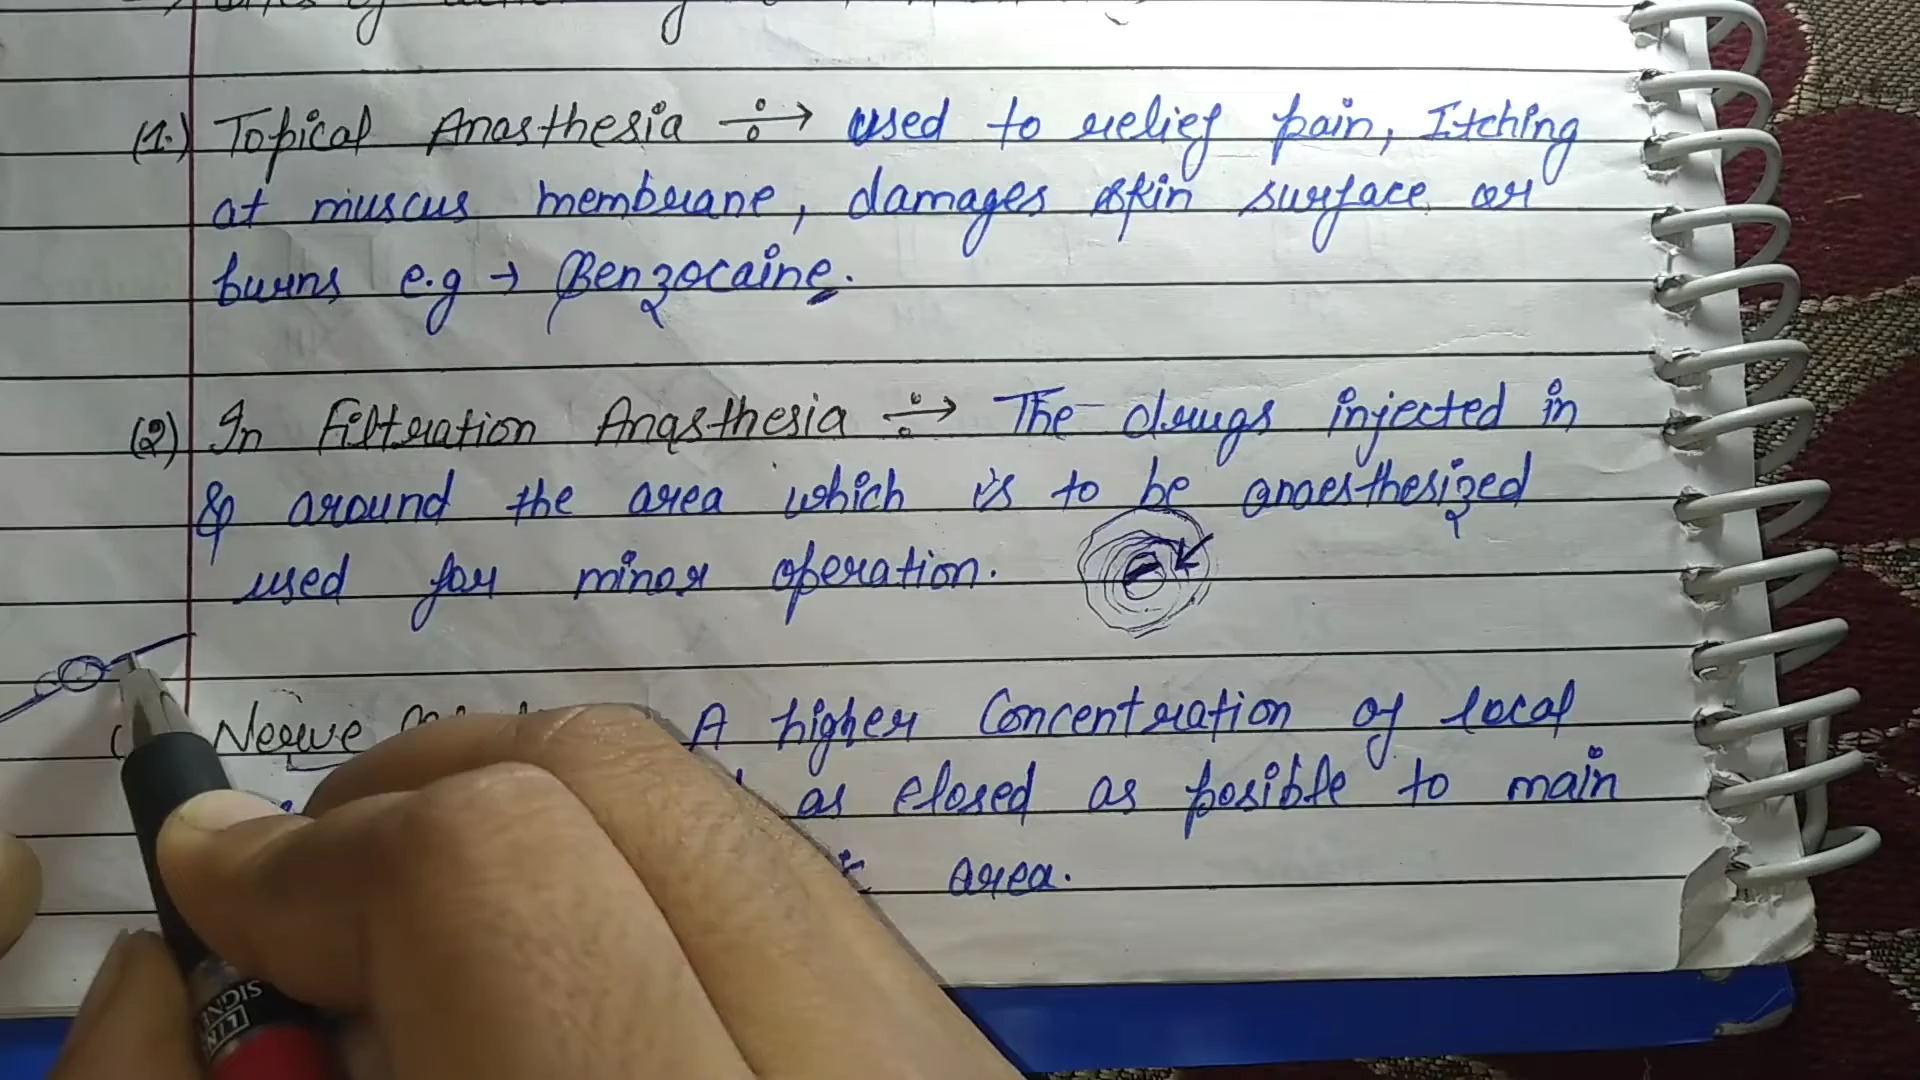 (1.) Topical Anasthesia ÷→ used to relief pain, Itching
at muscus membrane, damages skin surface or
burns e.g → Benzocaine.
(2) In Filtration Anasthesia ÷→ The drugs injected in
& around the area which is to be anaesthesized
used for minor operation.
Nerve A higher Concentration of local
as closed as posible to main
area.